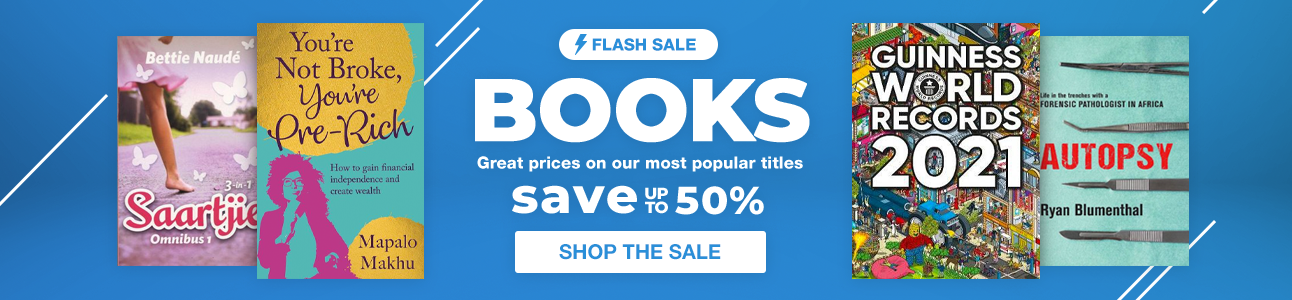 Bettie Naudé
3-in-1
Saartjie
Omnibus 1
You're
Not Broke,
You're
Pre-Rich
How to gain financial
independence and
create wealth
Mapalo
Makhu
FLASH SALE
BOOKS
Great prices on our most popular titles
save UP TO 50%
SHOP THE SALE
GUINNESS
WORLD
RECORDS
2021
Life in the trenches with a
FORENSIC PATHOLOGIST IN AFRICA
AUTOPSY
Ryan Blumenthal